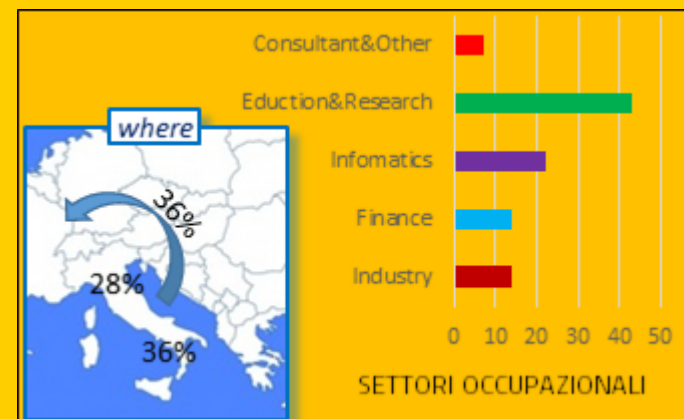 where
36%
28%
36%
Consultant&Other
Eduction&Research
Infomatics
Finance
Industry
0 10 20 30 40 50
SETTORI OCCUPAZIONALI